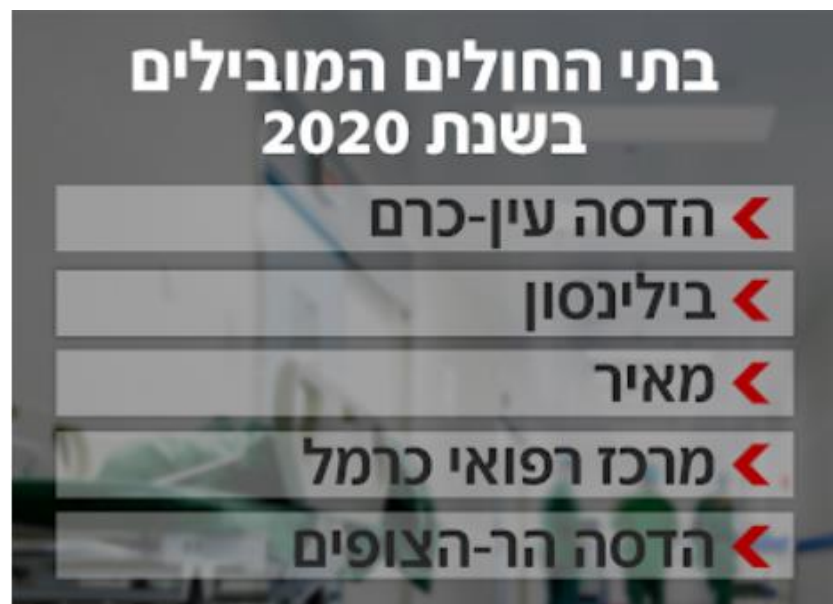 בתי החולים המובילים
בשנת 2020
הדסה עין-כרם
בילינסון
מאיר
מרכז רפואי כרמל
הדסה הר-הצופים